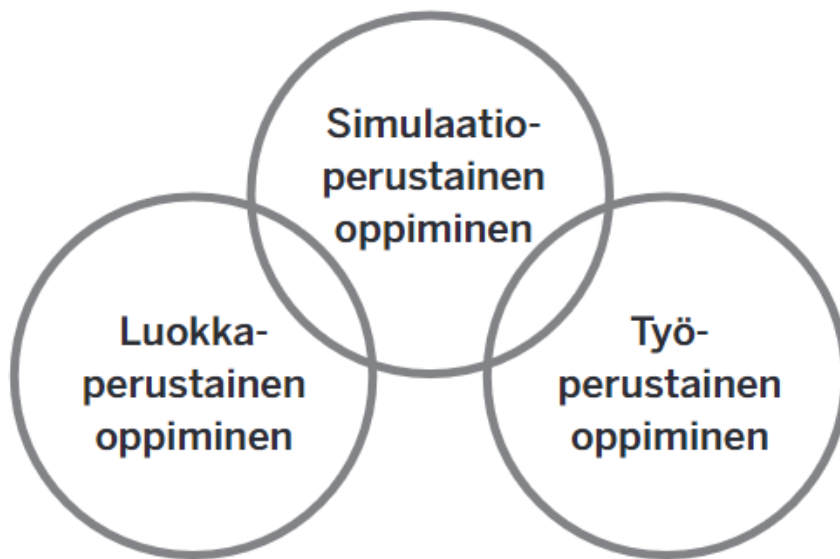 Simulaatio-
perustainen
oppiminen
Luokka-
perustainen
oppiminen
Työ-
perustainen
oppiminen